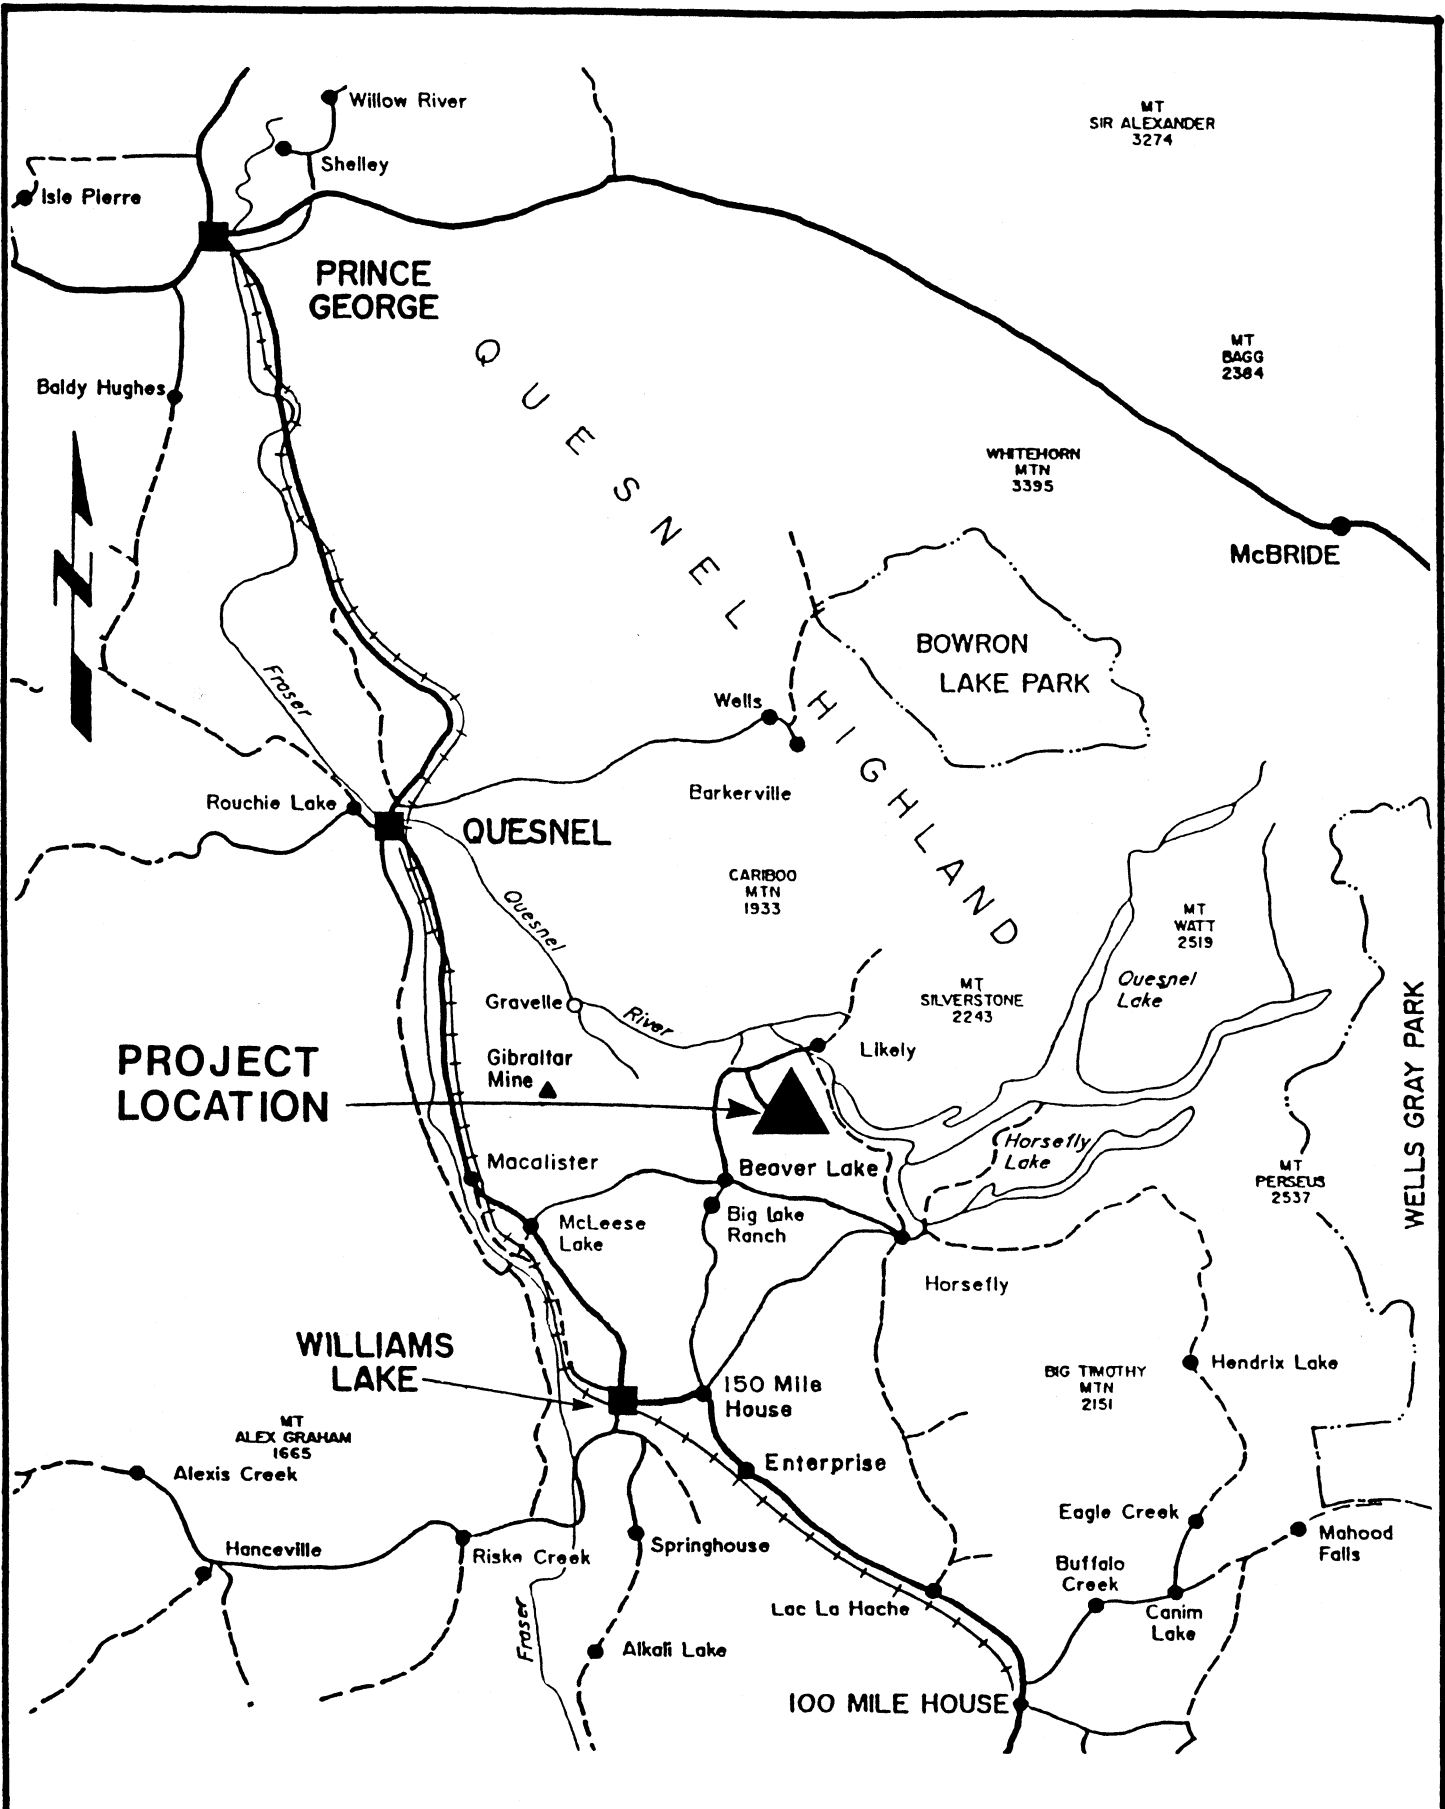 Willow River
MT
SIR ALEXANDER
3274
Shelley
Isle Pierre
PRINCE
GEORGE
QUESNEL HIGHLAND
MT
BAGG
2384
Baldy Hughes
WHITEHORN
MTN
3395
McBRIDE
N
BOWRON
LAKE PARK
Fraser
Wells
Barkerville
Rouchie Lake
QUESNEL
CARIBOO
MTN
1933
Quesnel
MT
WATT
2519
Quesnel
Lake
MT
SILVERSTONE
2243
Gravelle
River
Likely
WELLS GRAY PARK
PROJECT
LOCATION
Gibraltar
Mine
Horsefly
Lake
Macalister
Beaver Lake
MT
PERSEUS
2537
McLeese
Lake
Big Lake
Ranch
Horsefly
WILLIAMS
LAKE
150 Mile
House
BIG TIMOTHY
MTN
2151
Hendrix Lake
MT
ALEX GRAHAM
1665
Alexis Creek
Enterprise
Eagle Creek
Mahood
Falls
Hanceville
Riske Creek
Springhouse
Buffalo
Creek
Canim
Lake
Lac La Hache
Fraser
Alkali Lake
100 MILE HOUSE